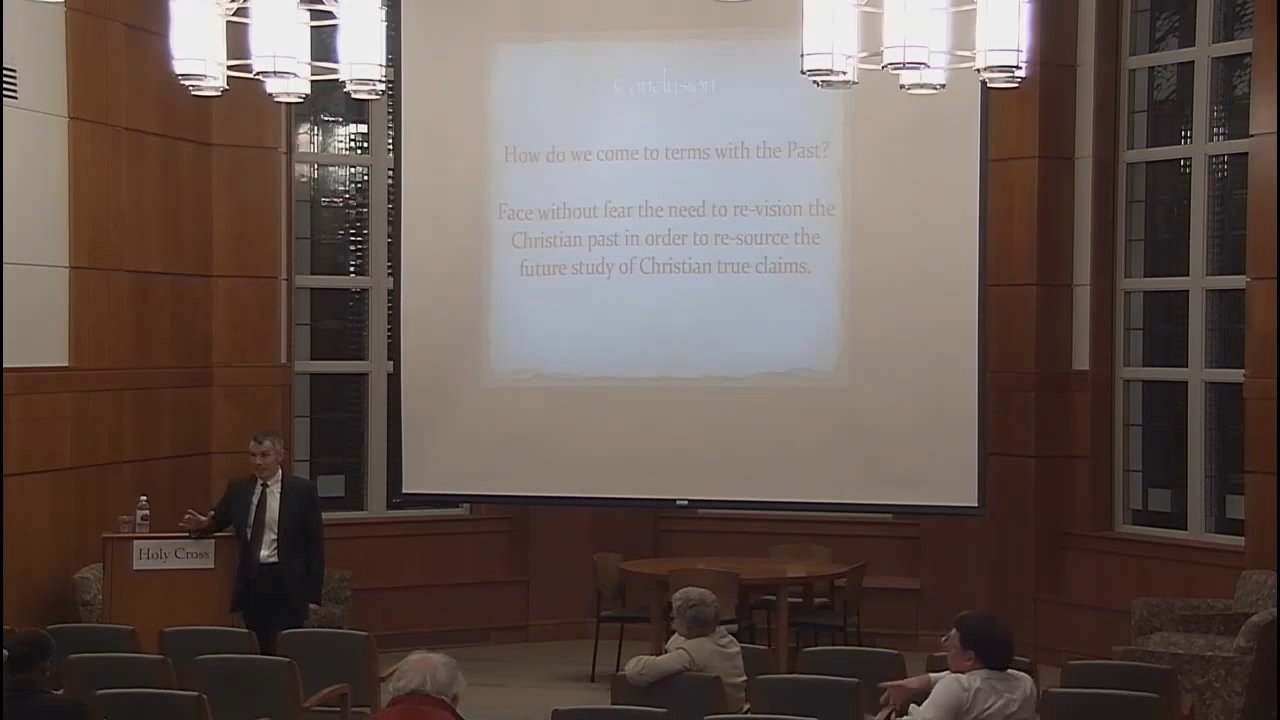 Conclusion
How do we come to terms with the Past?
Face without fear the need to re-vision the
Christian past in order to re-source the
future study of Christian true claims.
Holy Cross